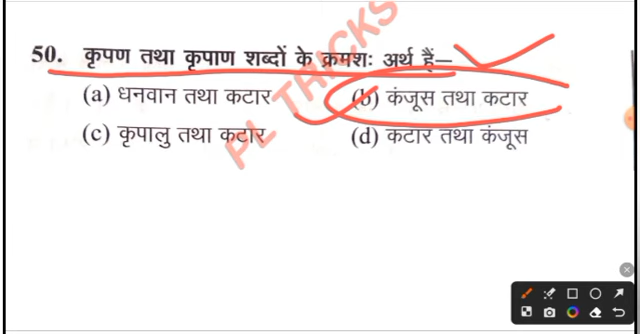 50. कृपण तथा कृपाण शब्दों के क्रमशः अर्थ हैं–
(a) धनवान तथा कटार (b) कंजूस तथा कटार
(c) कृपालु तथा कटार (d) कटार तथा कंजूस
PL TRICKS